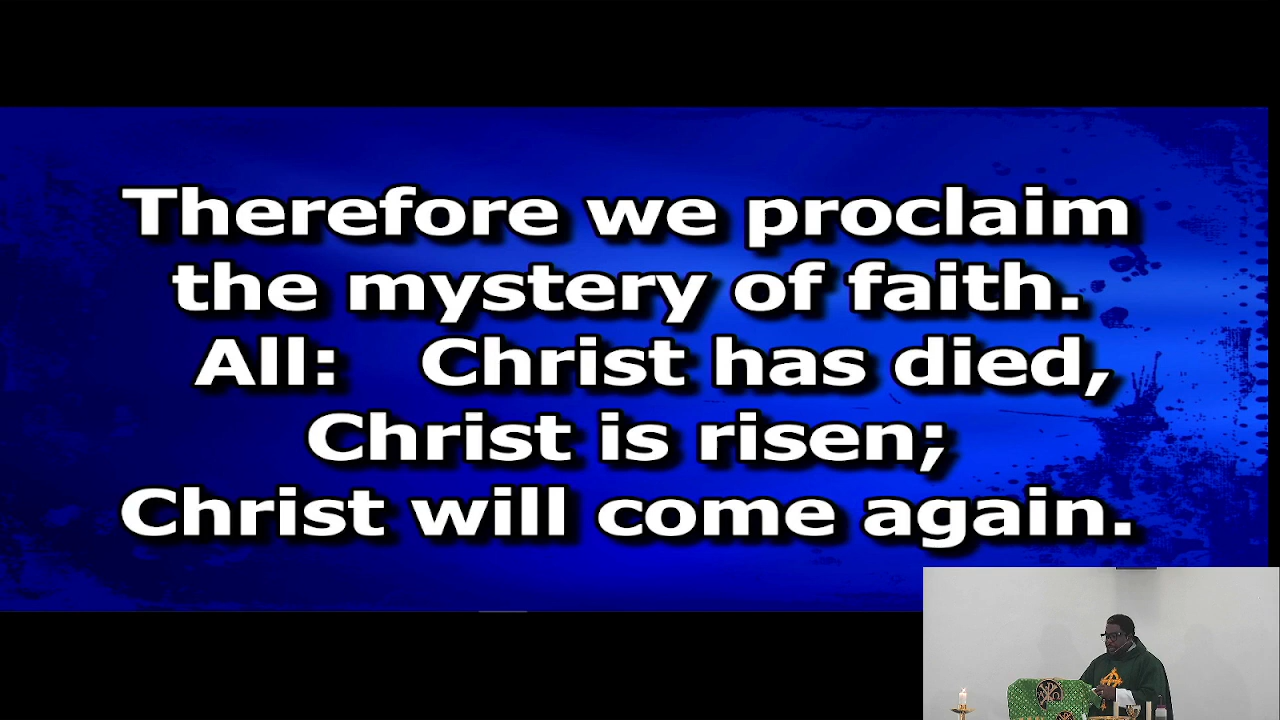 Therefore we proclaim
the mystery of faith.
All: Christ has died,
Christ is risen;
Christ will come again.